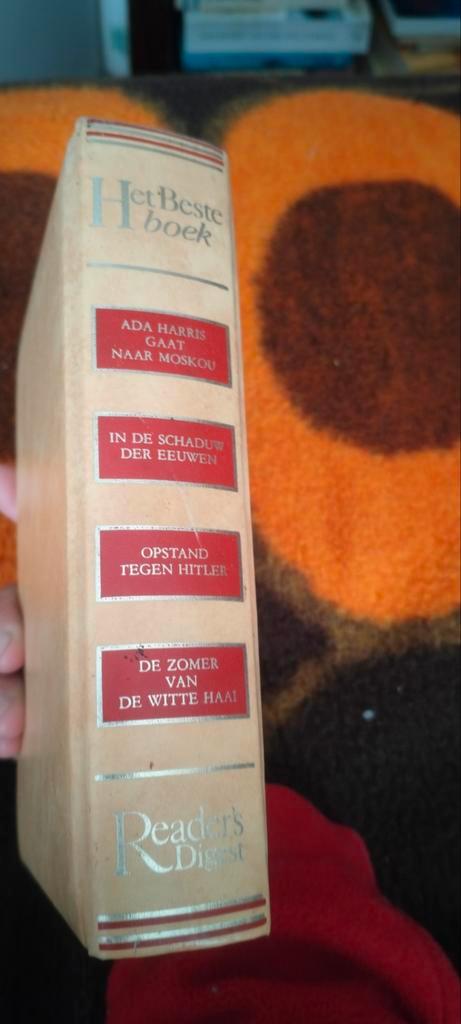 Het Beste
boek
ADA HARRIS
GAAT
NAAR MOSKOU
IN DE SCHADUW
DER EEUWEN
OPSTAND
TEGEN HITLER
DE ZOMER
VAN
DE WITTE HAAI
Reader's
Digest